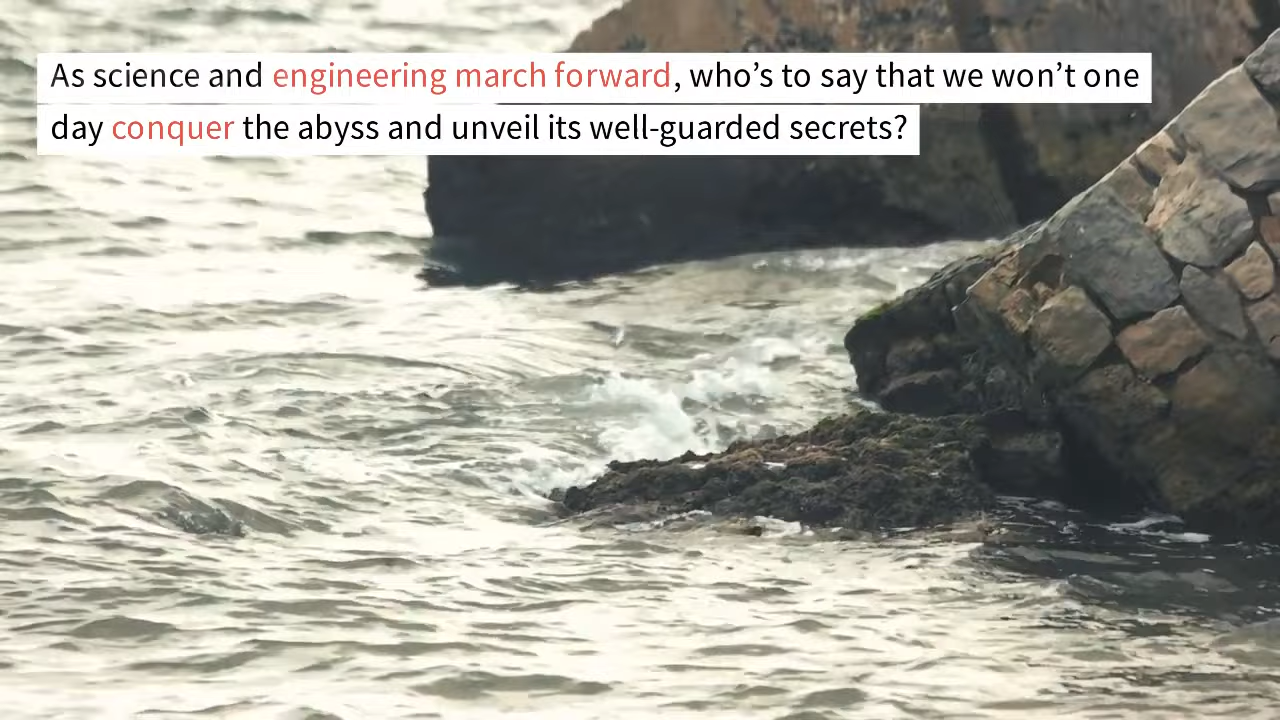 As science and engineering march forward, who’s to say that we won’t one
day conquer the abyss and unveil its well-guarded secrets?